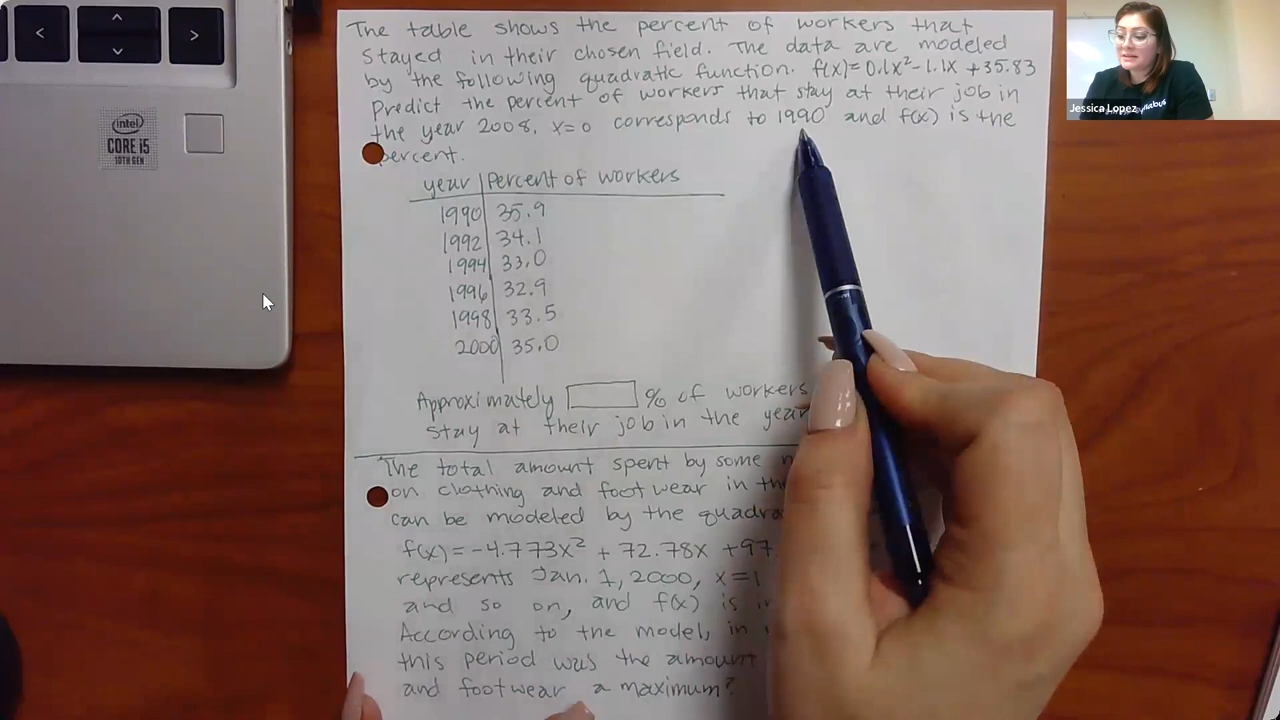 The table shows the percent of workers that
stayed in their chosen field. The data are modeled
by the following quadratic function. f(x)=0.1x²-1.1x +35.83
Predict the percent of workers that stay at their job in
the year 2008. x=0 corresponds to 1990 and f(x) is the
percent.
year Percent of workers
1990 35.9
1992 34.1
1994 33.0
1996 32.9
1998 33.5
2000 35.0
Approximately % of workers
stay at their job in the year
The total amount spent by some
on clothing and footwear in the
can be modeled by the
f(x)=-4.773x² + 72.78x +97
represents Jan. 1, 2000, x=1
and so on, and f(x) is
According to the model, in
this period was the amount
and footwear a maximum?
intel
CORE i5
10TH GEN
Jessica Lopez